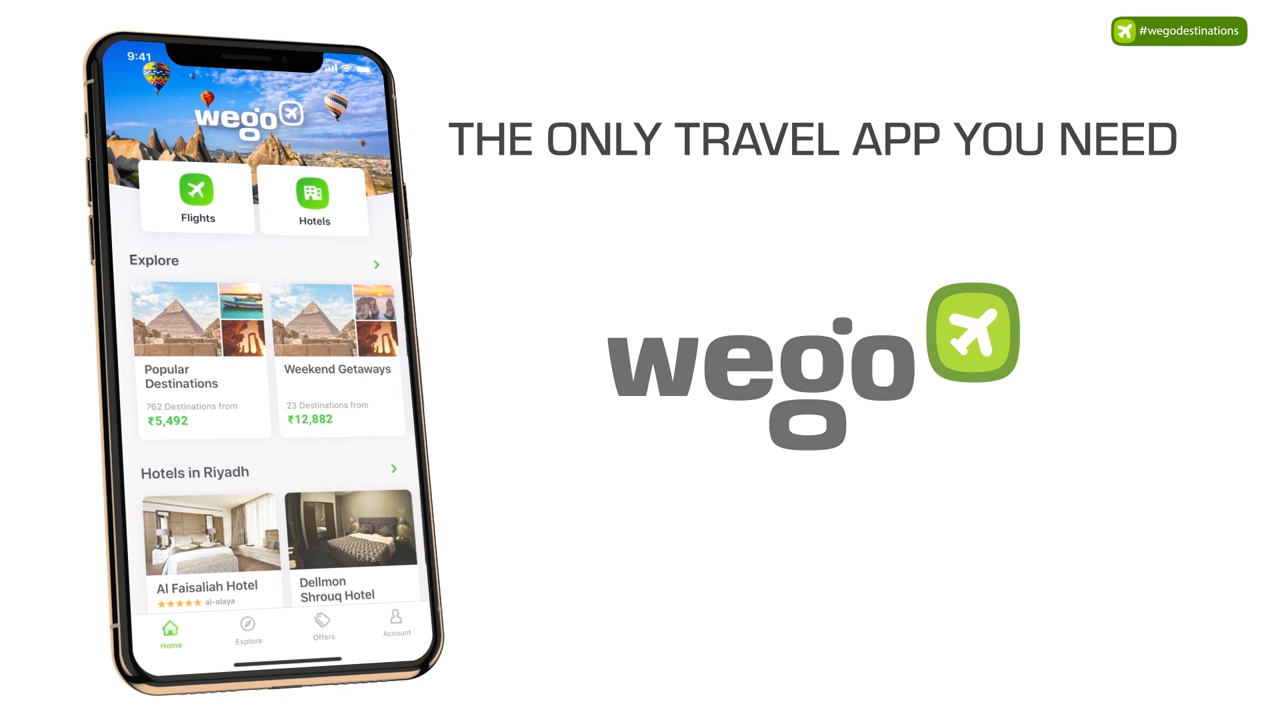 #wegodestinations
THE ONLY TRAVEL APP YOU NEED
wego
9:41
wego
Flights
Hotels
Explore
Popular
Destinations
762 Destinations from
₹5,492
Weekend Getaways
23 Destinations from
₹12,882
Hotels in Riyadh
Al Faisaliah Hotel
al-olaya
Dellmon
Shrouq Hotel
Home
Explore
Offers
Account